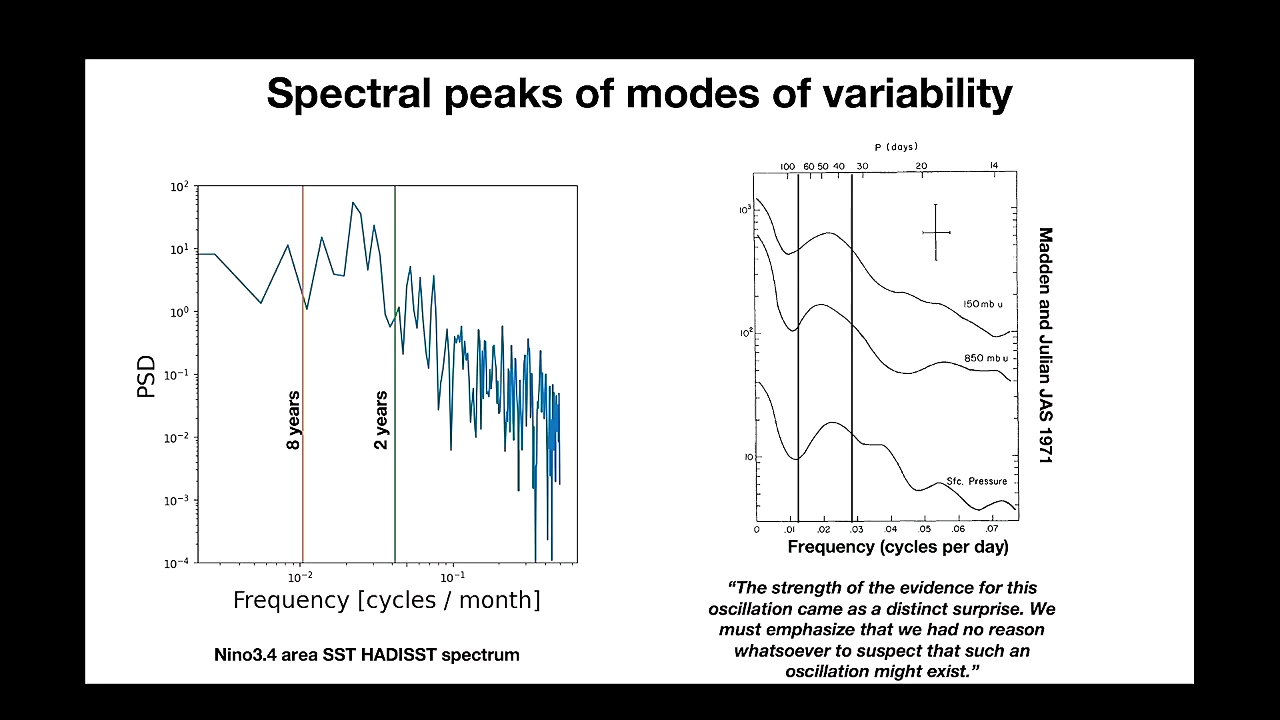 Spectral peaks of modes of variability
10²
10¹
10⁰
10⁻¹
10⁻²
10⁻³
10⁻⁴
PSD
8 years
2 years
10⁻²
10⁻¹
Frequency [cycles / month]
Nino3.4 area SST HADISST spectrum
P (days)
100 60 50 40 30 20 14
10³
10²
10
150mb u
850 mb u
Sfc. Pressure
0 .01 .02 .03 .04 .05 .06 .07
Frequency (cycles per day)
Madden and Julian JAS 1971
“The strength of the evidence for this
oscillation came as a distinct surprise. We
must emphasize that we had no reason
whatsoever to suspect that such an
oscillation might exist.”